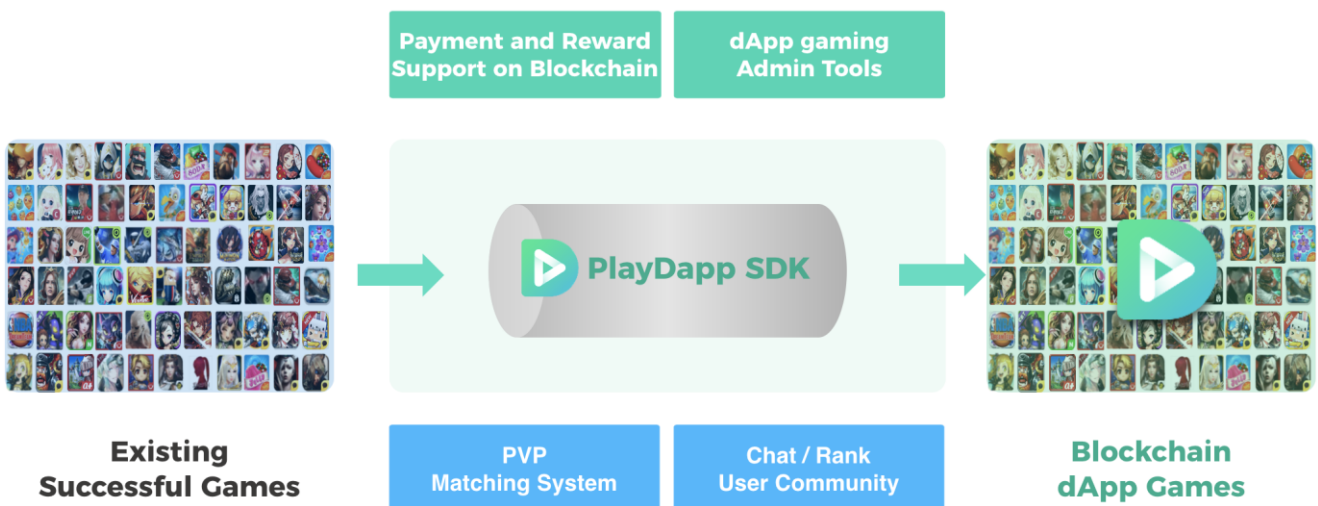 Payment and Reward
Support on Blockchain
dApp gaming
Admin Tools
PlayDapp SDK
Existing
Successful Games
PVP
Matching System
Chat / Rank
User Community
Blockchain
dApp Games